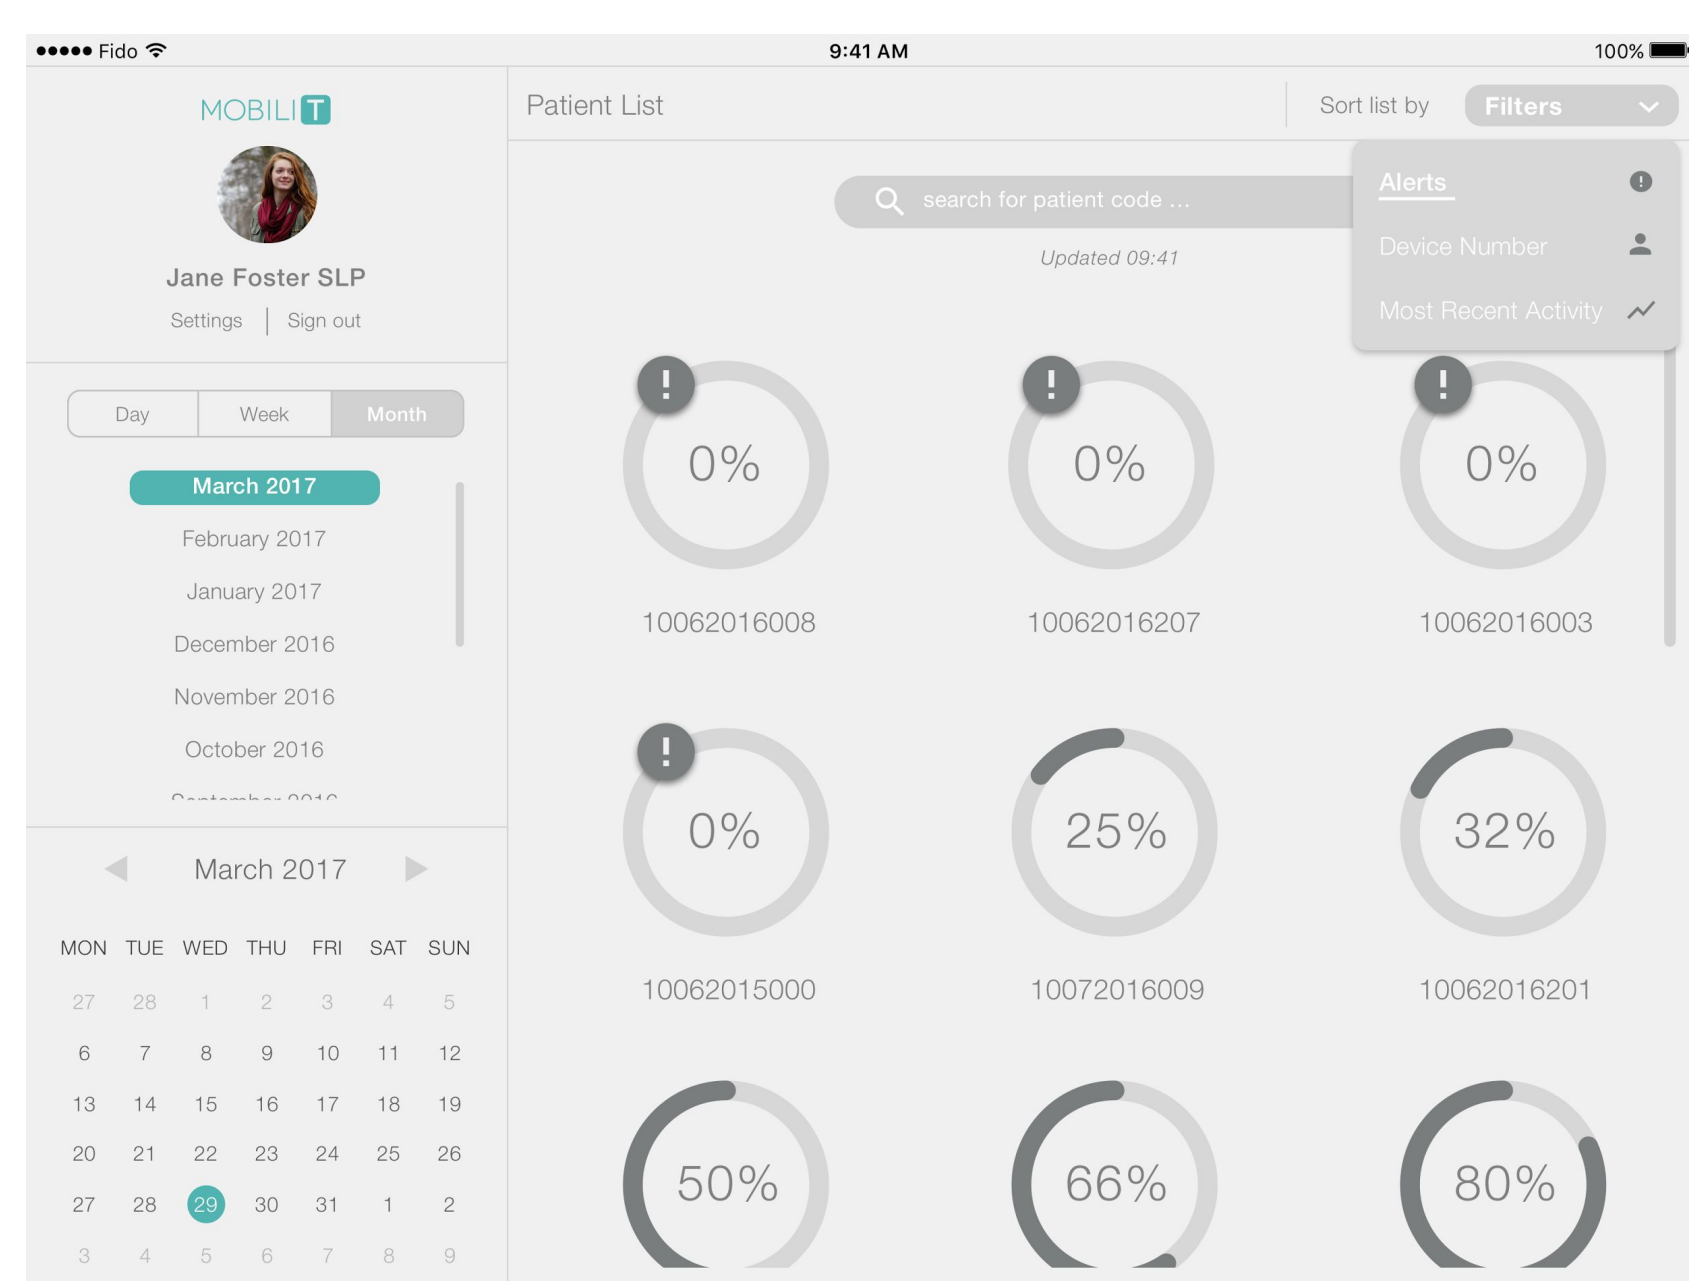 Fido
9:41 AM
100%
MOBILIT
Jane Foster SLP
Settings | Sign out
Day Week Month
March 2017
February 2017
January 2017
December 2016
November 2016
October 2016
September 2016
March 2017
MON TUE WED THU FRI SAT SUN
27 28 1 2 3 4 5
6 7 8 9 10 11 12
13 14 15 16 17 18 19
20 21 22 23 24 25 26
27 28 29 30 31 1 2
3 4 5 6 7 8 9
Patient List
Sort list by
Filters
Alerts !
Device Number
Most Recent Activity
search for patient code ...
Updated 09:41
! ! !
0% 0% 0%
10062016008 10062016207 10062016003
!
0% 25% 32%
10062015000 10072016009 10062016201
50% 66% 80%